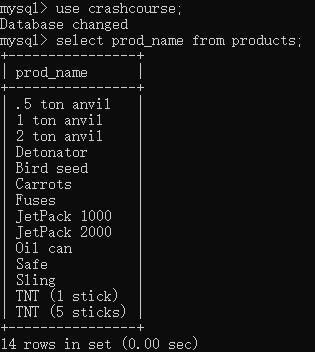 mysql> use crashcourse;
Database changed
mysql> select prod_name from products;
+----------------+
| prod_name      |
+----------------+
| .5 ton anvil   |
| 1 ton anvil    |
| 2 ton anvil    |
| Detonator      |
| Bird seed      |
| Carrots        |
| Fuses          |
| JetPack 1000   |
| JetPack 2000   |
| Oil can        |
| Safe           |
| Sling          |
| TNT (1 stick)  |
| TNT (5 sticks) |
+----------------+
14 rows in set (0.00 sec)